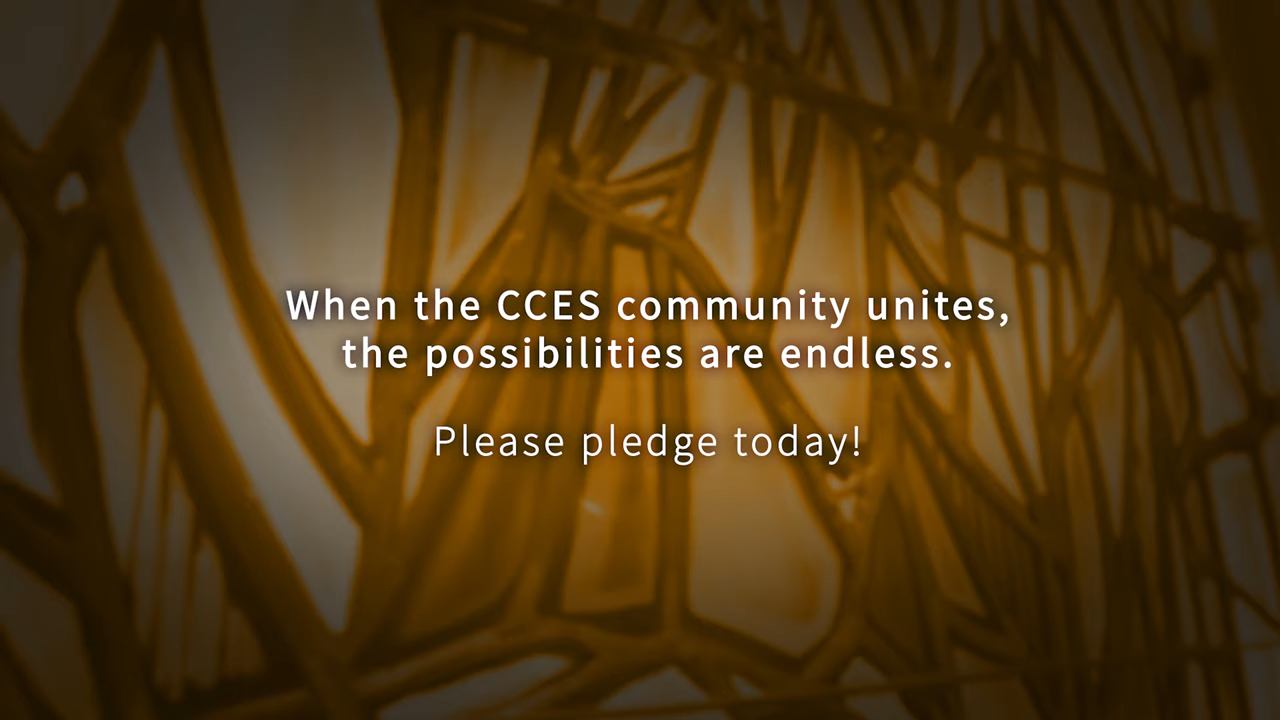 When the CCES community unites,
the possibilities are endless.
Please pledge today!